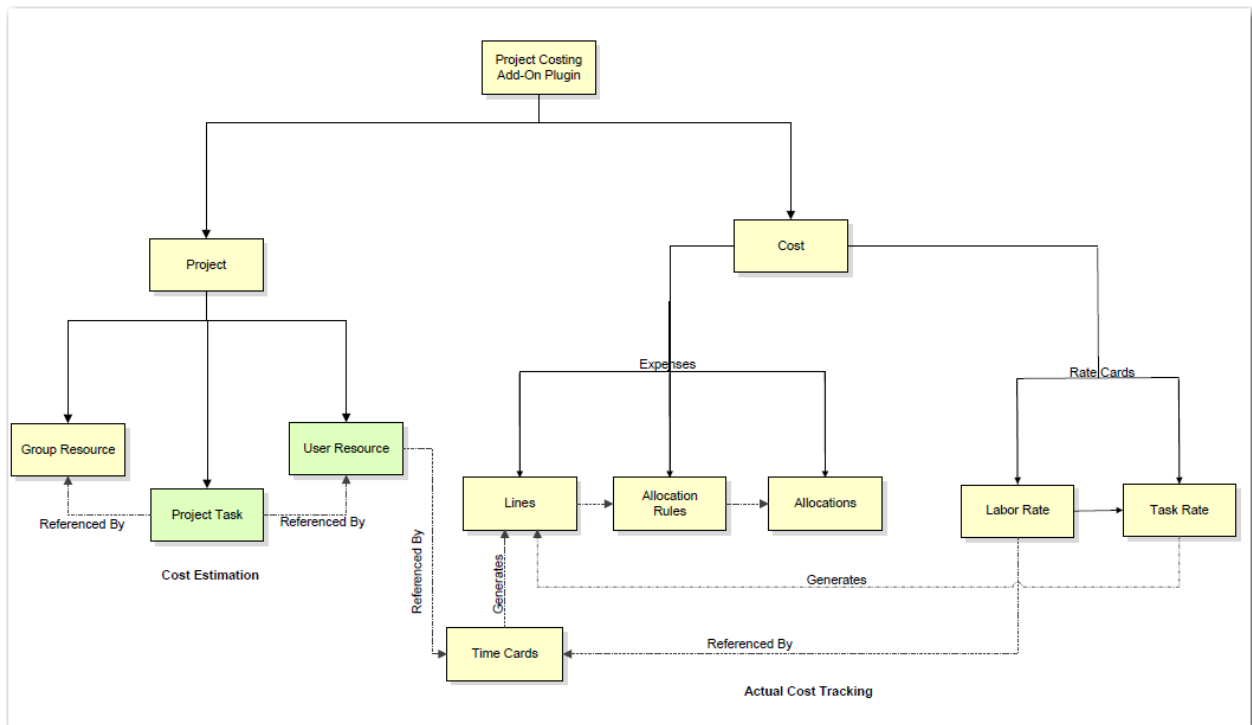 Project Costing
Add-On Plugin
Project
Cost
Expenses
Rate Cards
Group Resource
User Resource
Project Task
Referenced By
Referenced By
Cost Estimation
Lines
Allocation
Rules
Allocations
Labor Rate
Task Rate
Referenced By
Generates
Generates
Time Cards
Referenced By
Actual Cost Tracking